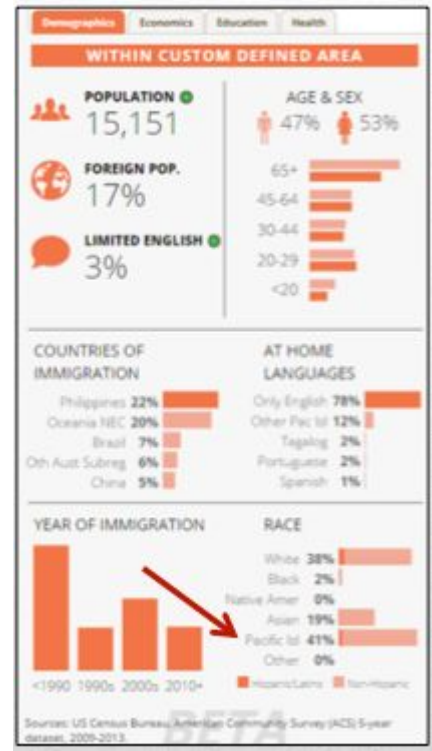 Demographics Economics Education Health
WITHIN CUSTOM DEFINED AREA
POPULATION
15,151
FOREIGN POP.
17%
LIMITED ENGLISH
3%
AGE & SEX
47% 53%
65+
45-64
30-44
20-29
<20
COUNTRIES OF
IMMIGRATION
Philippines 22%
Oceania NEC 20%
Brazil 7%
Oth Aust Subreg 6%
China 5%
AT HOME
LANGUAGES
Only English 78%
Other Pac Isl 12%
Tagalog 2%
Portuguese 2%
Spanish 1%
YEAR OF IMMIGRATION
<1990 1990s 2000s 2010+
RACE
White 38%
Black 2%
Native Amer 0%
Asian 19%
Pacific Isl 41%
Other 0%
Hispanic/Latino Non-Hispanic
Sources: US Census Bureau, American Community Survey (ACS) 5-year
dataset, 2009-2013.
BETA